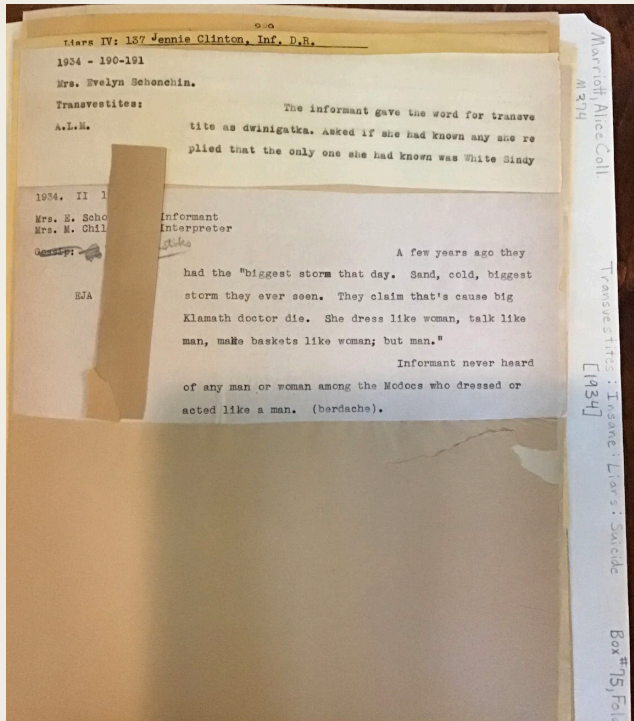 Liars IV: 137 Jennie Clinton, Inf. D.R.
1934 - 190-191
Mrs. Evelyn Schonchin.
Transvestites: The informant gave the word for transve
A.L.M. tite as dwinigatka. Asked if she had known any she re
plied that the only one she had known was White Sindy
1934. II 1
Mrs. E. Scho Informant
Mrs. M. Chil Interpreter
Gossip: A few years ago they
had the "biggest storm that day. Sand, cold, biggest
HJA storm they ever seen. They claim that's cause big
Klamath doctor die. She dress like woman, talk like
man, make baskets like woman; but man."
Informant never heard
of any man or woman among the Modocs who dressed or
acted like a man. (berdache).
Marriott, Alice Coll.
M374
Transvestites: Insane: Liars: Suicide
[1934]
Box #75, Fol